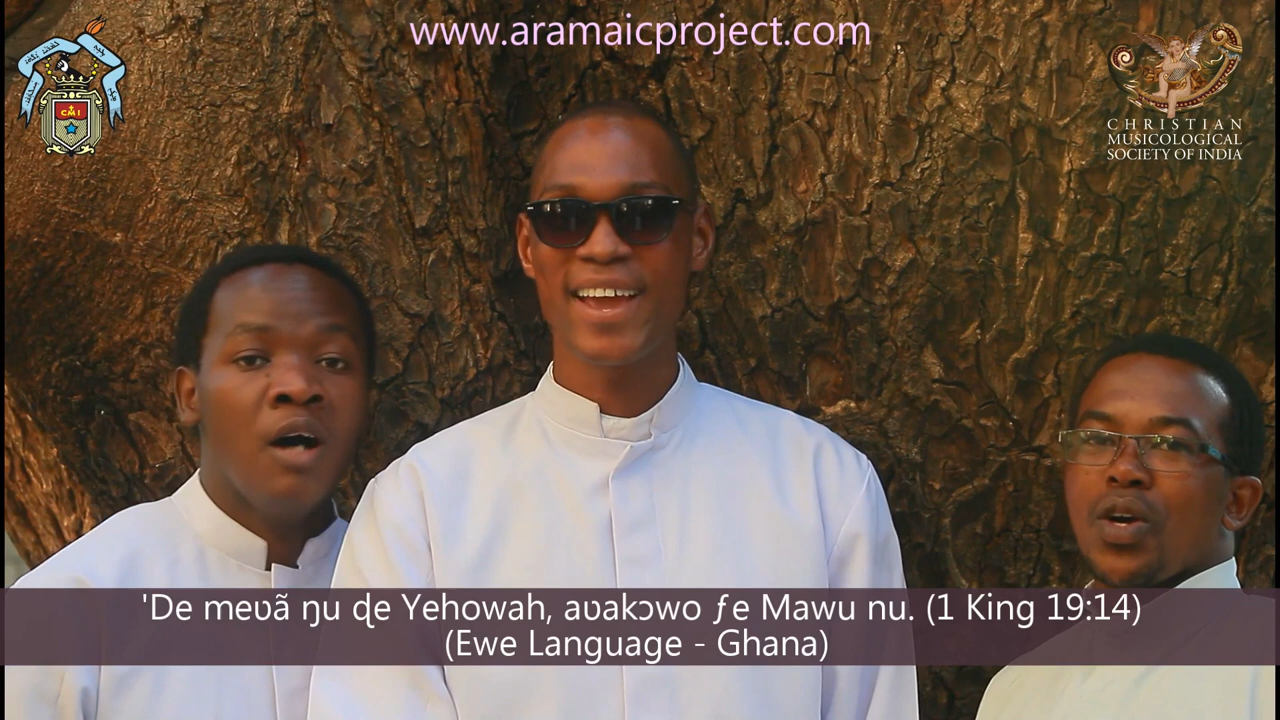 www.aramaicproject.com
CMI
CHRISTIAN
MUSICOLOGICAL
SOCIETY OF INDIA
'De meʋã ŋu ɖe Yehowah, aʋakɔwo ƒe Mawu nu. (1 King 19:14)
(Ewe Language - Ghana)